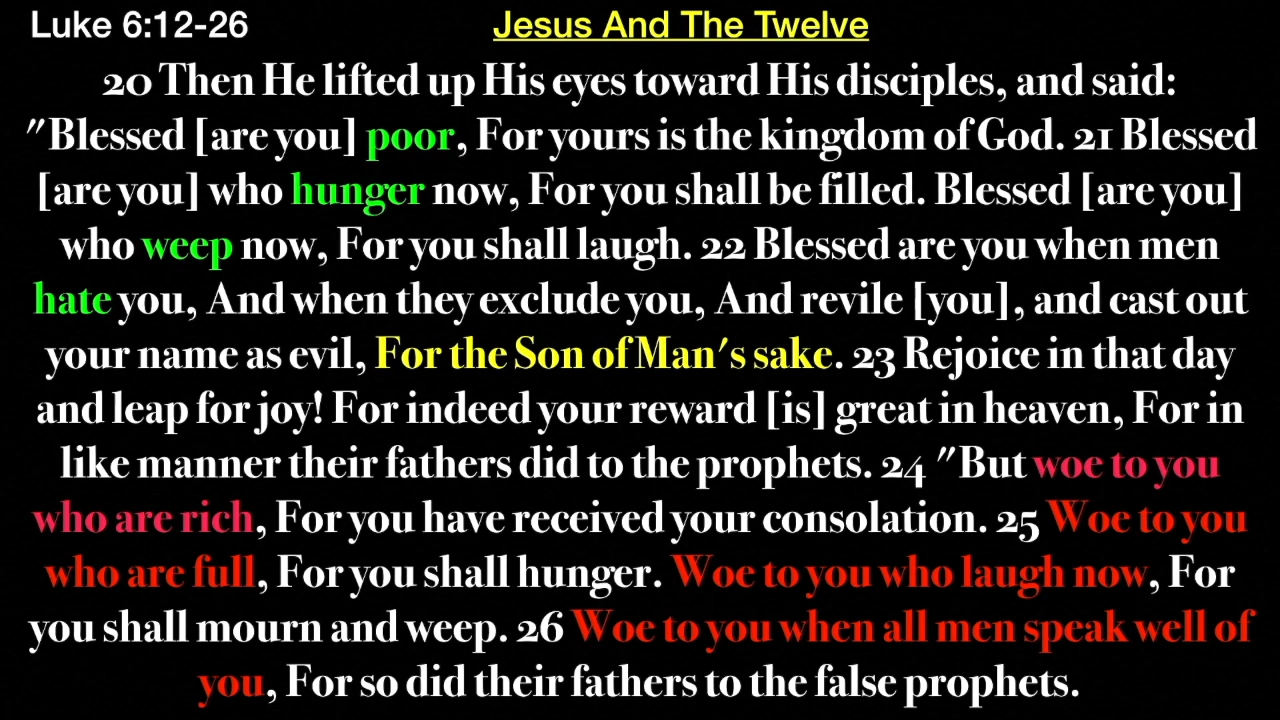 Luke 6:12-26
Jesus And The Twelve
20 Then He lifted up His eyes toward His disciples, and said:
"Blessed [are you] poor, For yours is the kingdom of God. 21 Blessed
[are you] who hunger now, For you shall be filled. Blessed [are you]
who weep now, For you shall laugh. 22 Blessed are you when men
hate you, And when they exclude you, And revile [you], and cast out
your name as evil, For the Son of Man's sake. 23 Rejoice in that day
and leap for joy! For indeed your reward [is] great in heaven, For in
like manner their fathers did to the prophets. 24 "But woe to you
who are rich, For you have received your consolation. 25 Woe to you
who are full, For you shall hunger. Woe to you who laugh now, For
you shall mourn and weep. 26 Woe to you when all men speak well of
you, For so did their fathers to the false prophets.